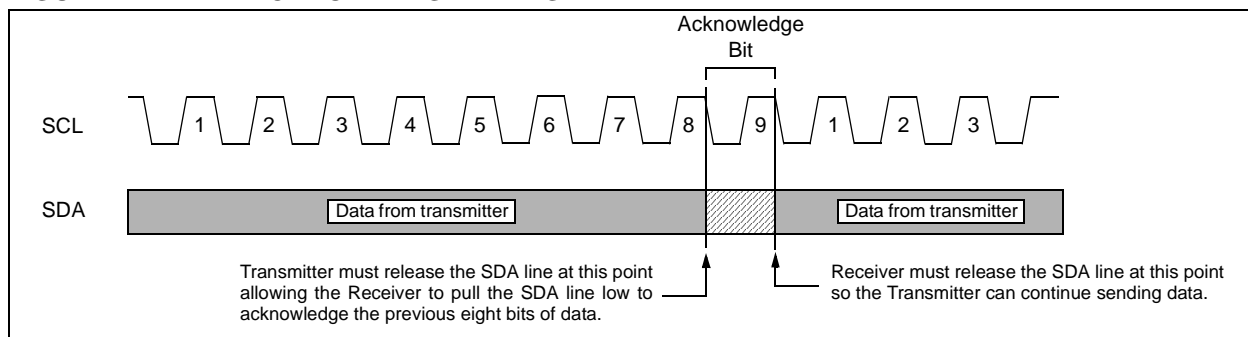 Acknowledge
Bit
SCL 1 2 3 4 5 6 7 8 9 1 2 3
SDA Data from transmitter Data from transmitter
Transmitter must release the SDA line at this point
allowing the Receiver to pull the SDA line low to
acknowledge the previous eight bits of data.
Receiver must release the SDA line at this point
so the Transmitter can continue sending data.